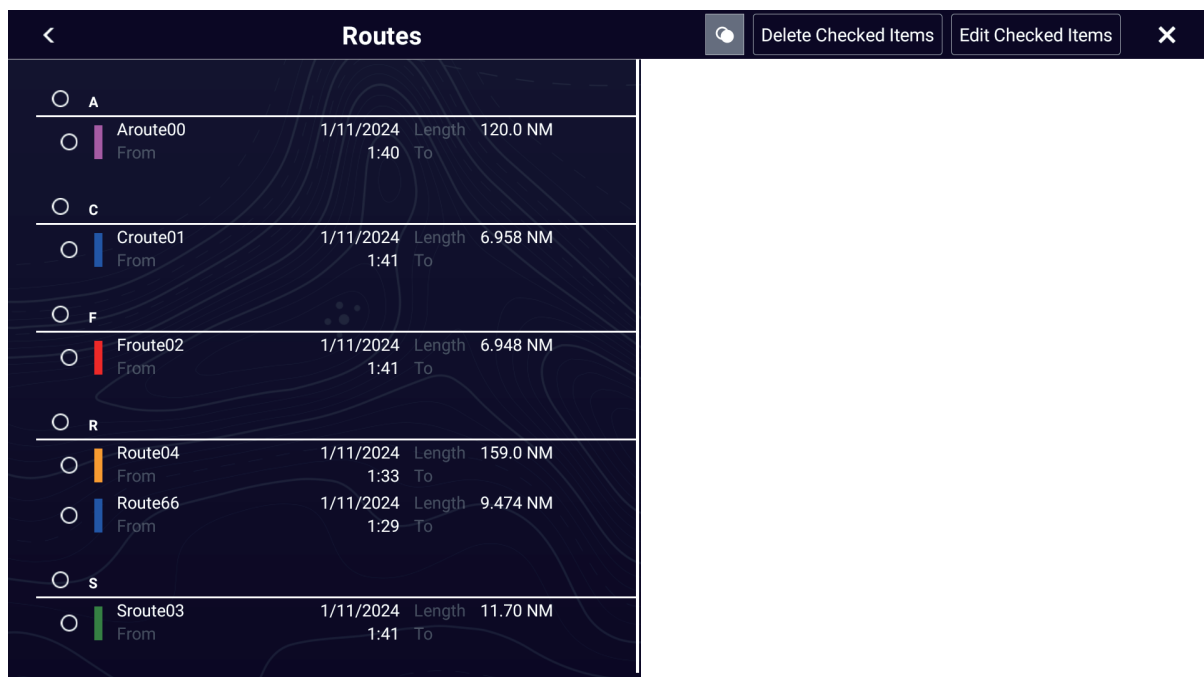 Routes Delete Checked Items Edit Checked Items
A
Aroute00 1/11/2024 Length 120.0 NM
From 1:40 To
C
Croute01 1/11/2024 Length 6.958 NM
From 1:41 To
F
Froute02 1/11/2024 Length 6.948 NM
From 1:41 To
R
Route04 1/11/2024 Length 159.0 NM
From 1:33 To
Route66 1/11/2024 Length 9.474 NM
From 1:29 To
S
Sroute03 1/11/2024 Length 11.70 NM
From 1:41 To